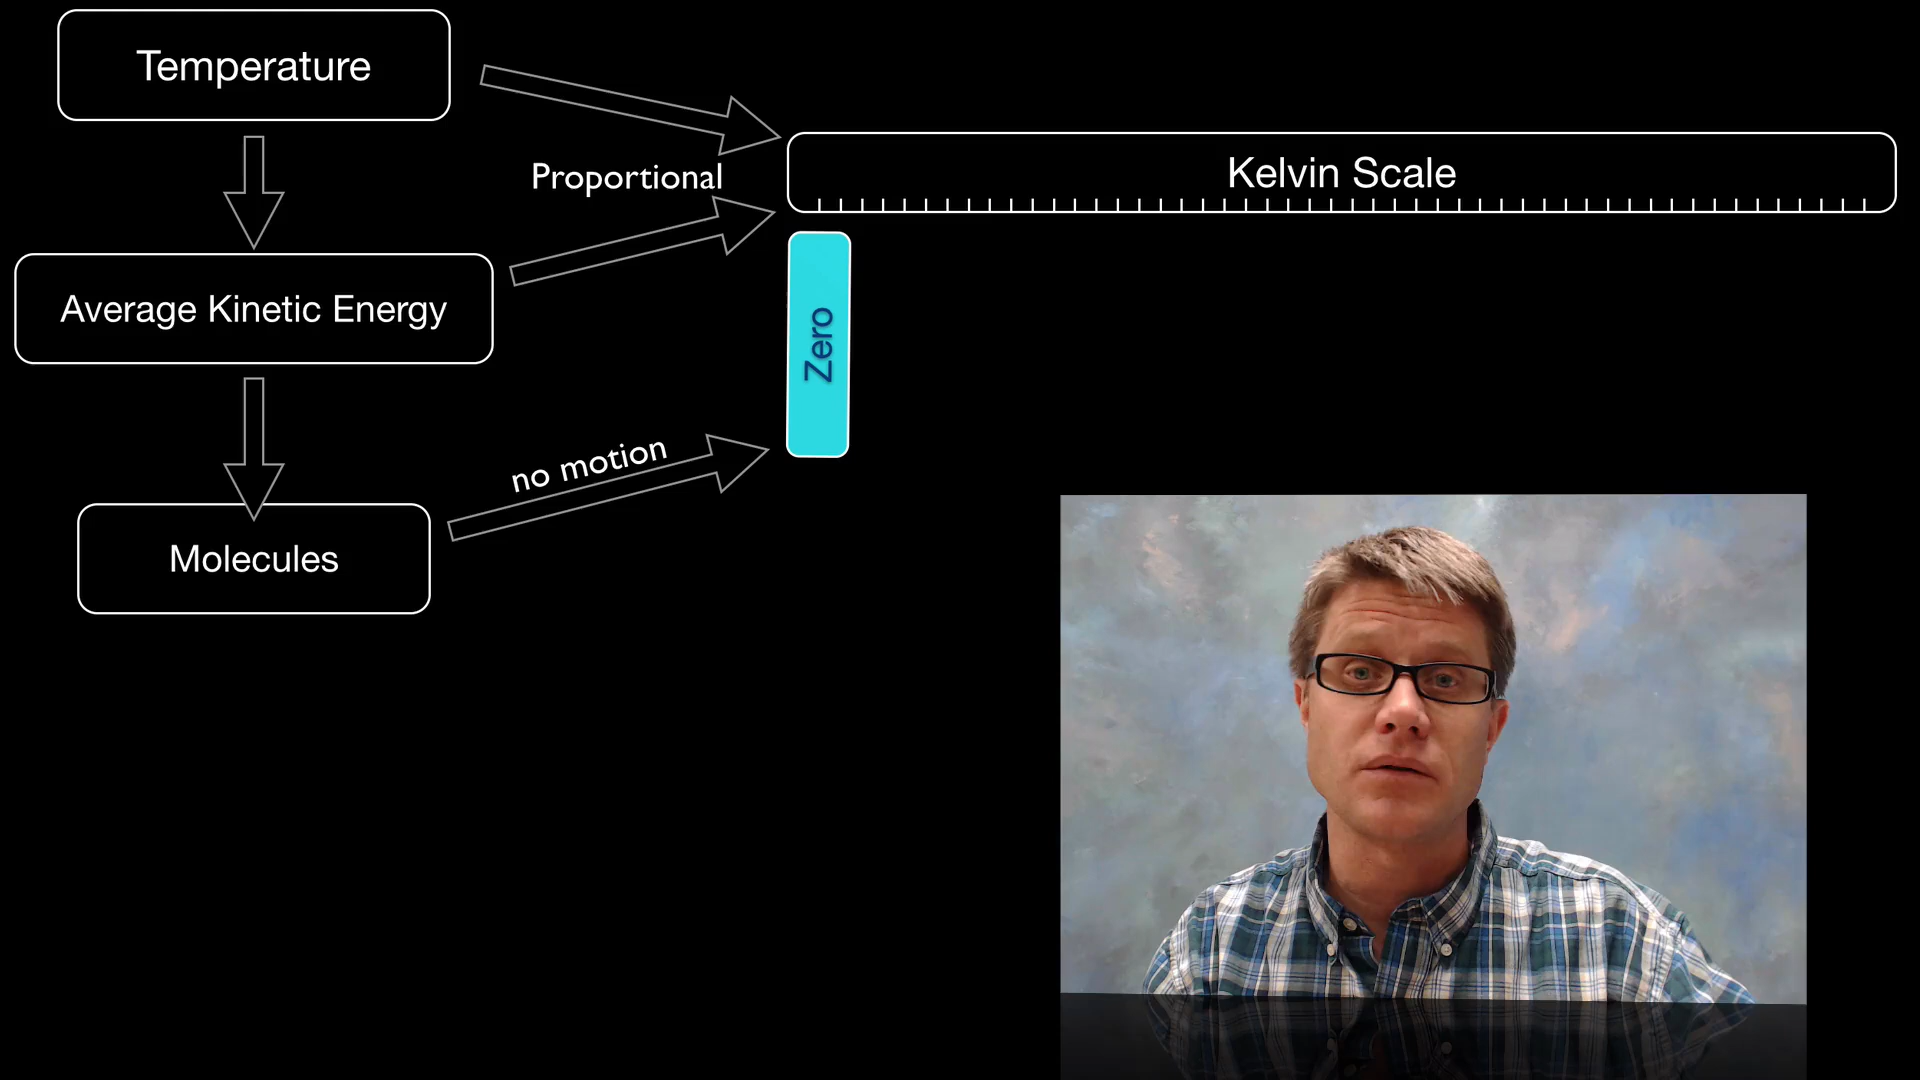 Temperature
Proportional
Kelvin Scale
Average Kinetic Energy
Zero
no motion
Molecules